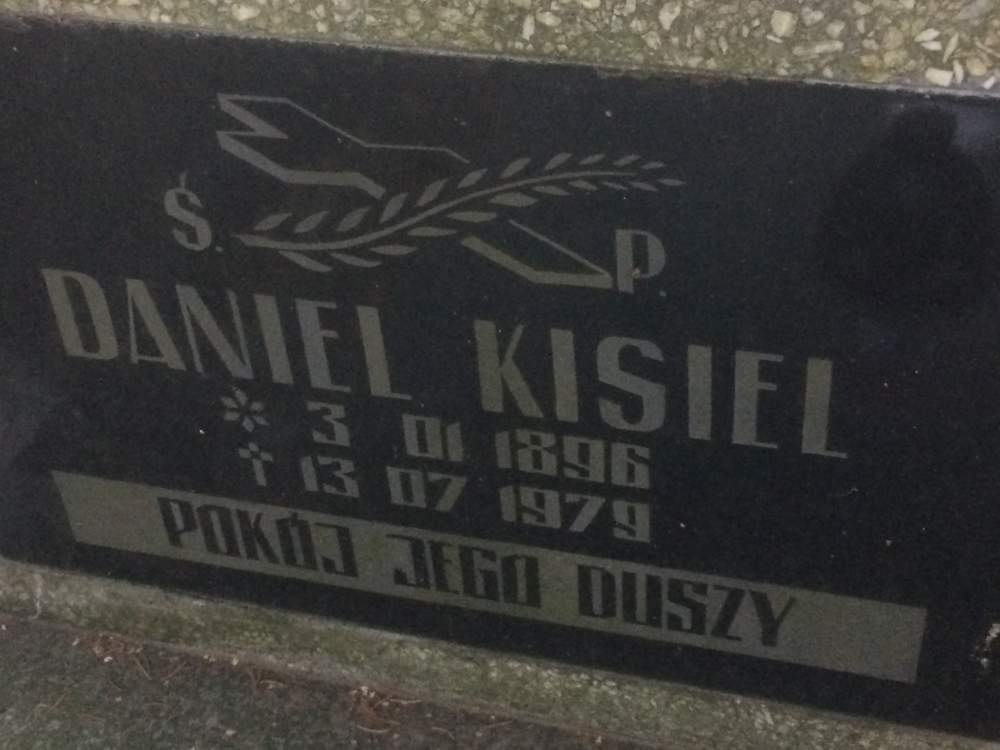 Ś. P.
DANIEL KISIEL
* 3 01 1896
† 13 07 1979
POKÓJ JEGO DUSZY